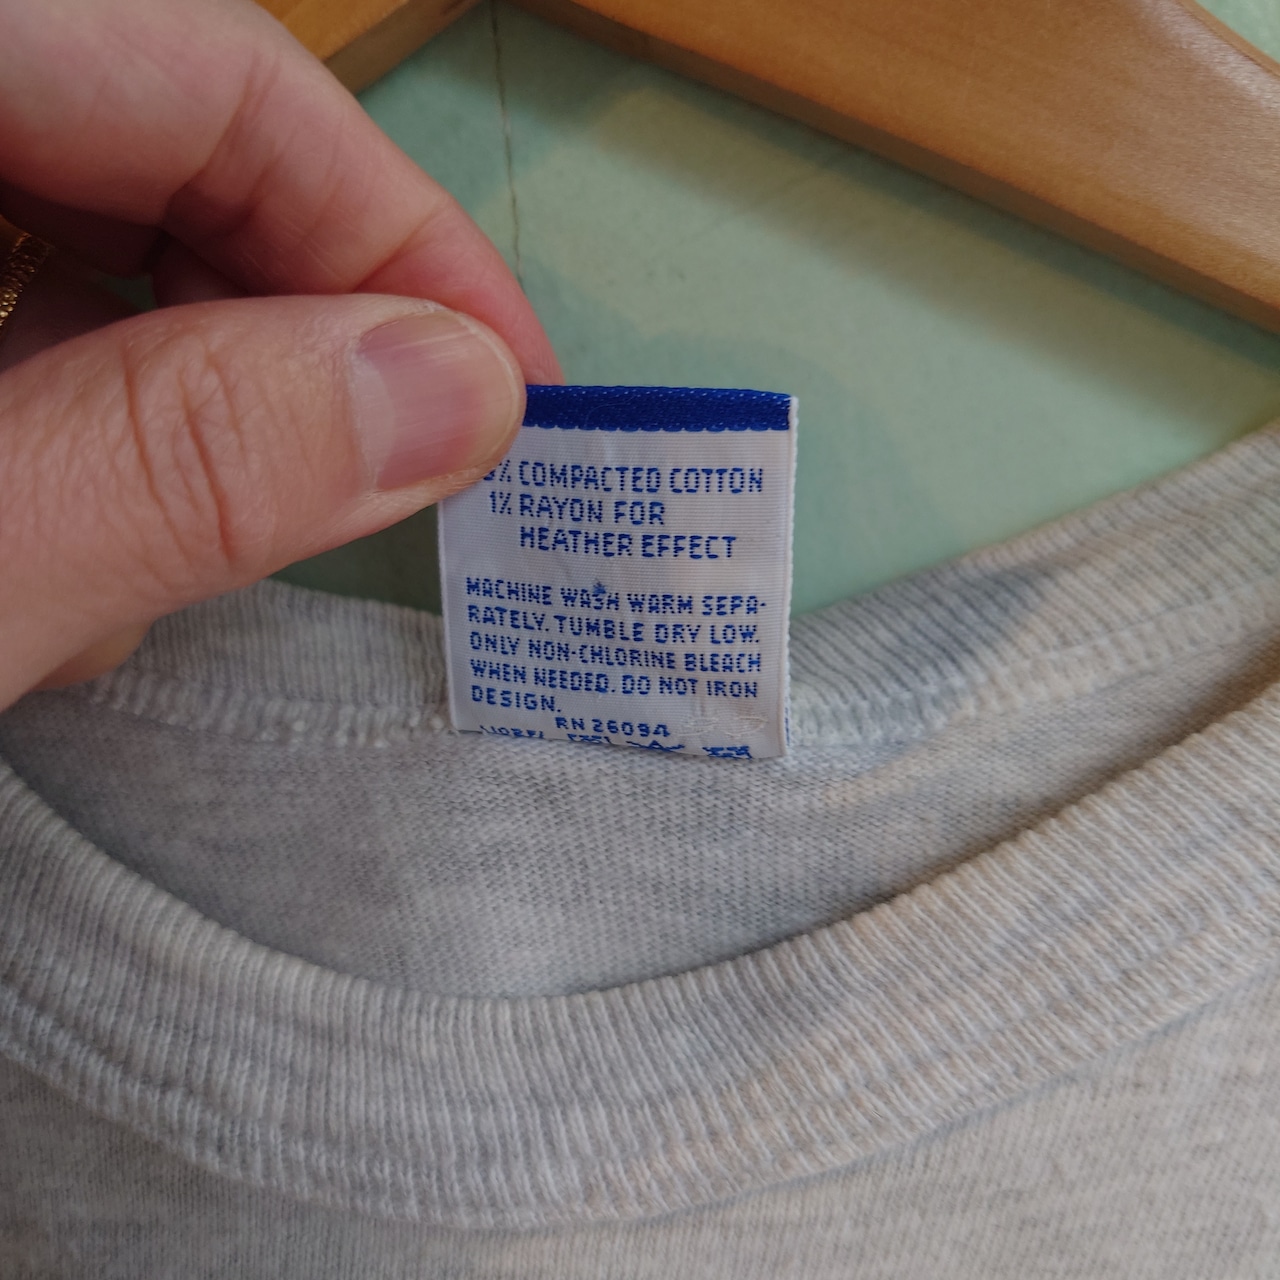 % COMPACTED COTTON
1% RAYON FOR
HEATHER EFFECT
MACHINE WASH WARM SEPA-
RATELY. TUMBLE DRY LOW.
ONLY NON-CHLORINE BLEACH
WHEN NEEDED. DO NOT IRON
DESIGN.
RN 26094